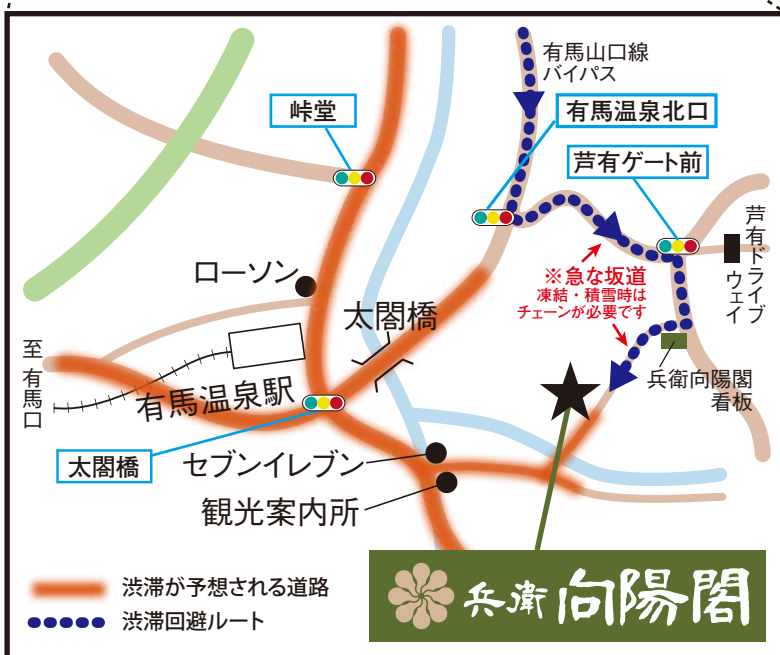 有馬山口線
バイパス
峠堂
有馬温泉北口
芦有ゲート前
芦有ドライブ
ウェイ
ローソン
※急な坂道
凍結・積雪時は
チェーンが必要です
太閤橋
至 有馬口
有馬温泉駅
兵衛向陽閣
看板
太閤橋
セブンイレブン
観光案内所
渋滞が予想される道路
渋滞回避ルート
兵衛 向陽閣